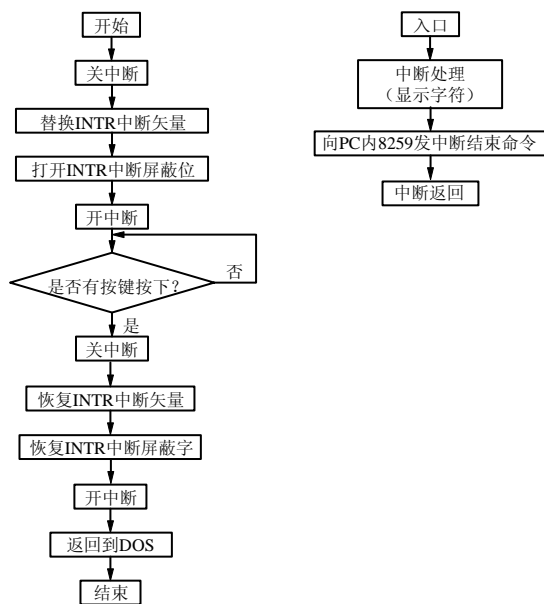 开始
关中断
替换INTR中断矢量
打开INTR中断屏蔽位
开中断
是否有按键按下？
否
是
关中断
恢复INTR中断矢量
恢复INTR中断屏蔽字
开中断
返回到DOS
结束
入口
中断处理
（显示字符）
向PC内8259发中断结束命令
中断返回